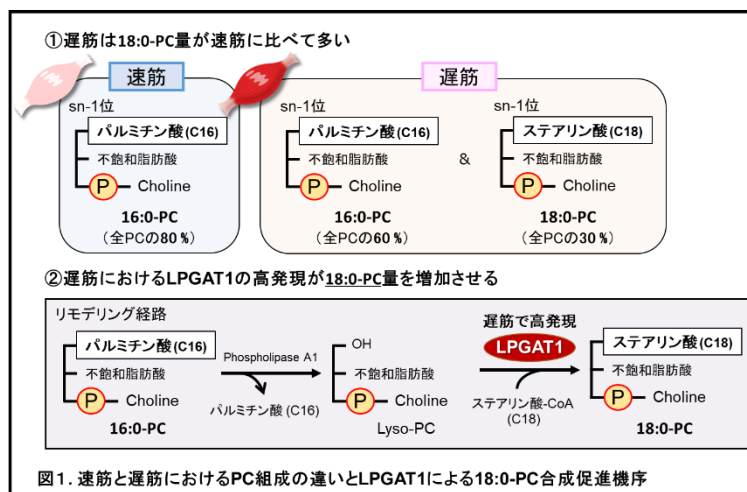 ①遅筋は18:0-PC量が速筋に比べて多い
速筋
sn-1位
パルミチン酸(C16)
不飽和脂肪酸
P Choline
16:0-PC
(全PCの80%)
遅筋
sn-1位
パルミチン酸(C16)
不飽和脂肪酸
P Choline
16:0-PC
(全PCの60%)
&
sn-1位
ステアリン酸(C18)
不飽和脂肪酸
P Choline
18:0-PC
(全PCの30%)
②遅筋におけるLPGAT1の高発現が18:0-PC量を増加させる
リモデリング経路
パルミチン酸(C16)
不飽和脂肪酸
P Choline
16:0-PC
Phospholipase A1
パルミチン酸(C16)
OH
不飽和脂肪酸
P Choline
Lyso-PC
遅筋で高発現
LPGAT1
ステアリン酸-CoA
(C18)
ステアリン酸(C18)
不飽和脂肪酸
P Choline
18:0-PC
図1. 速筋と遅筋におけるPC組成の違いとLPGAT1による18:0-PC合成促進機序